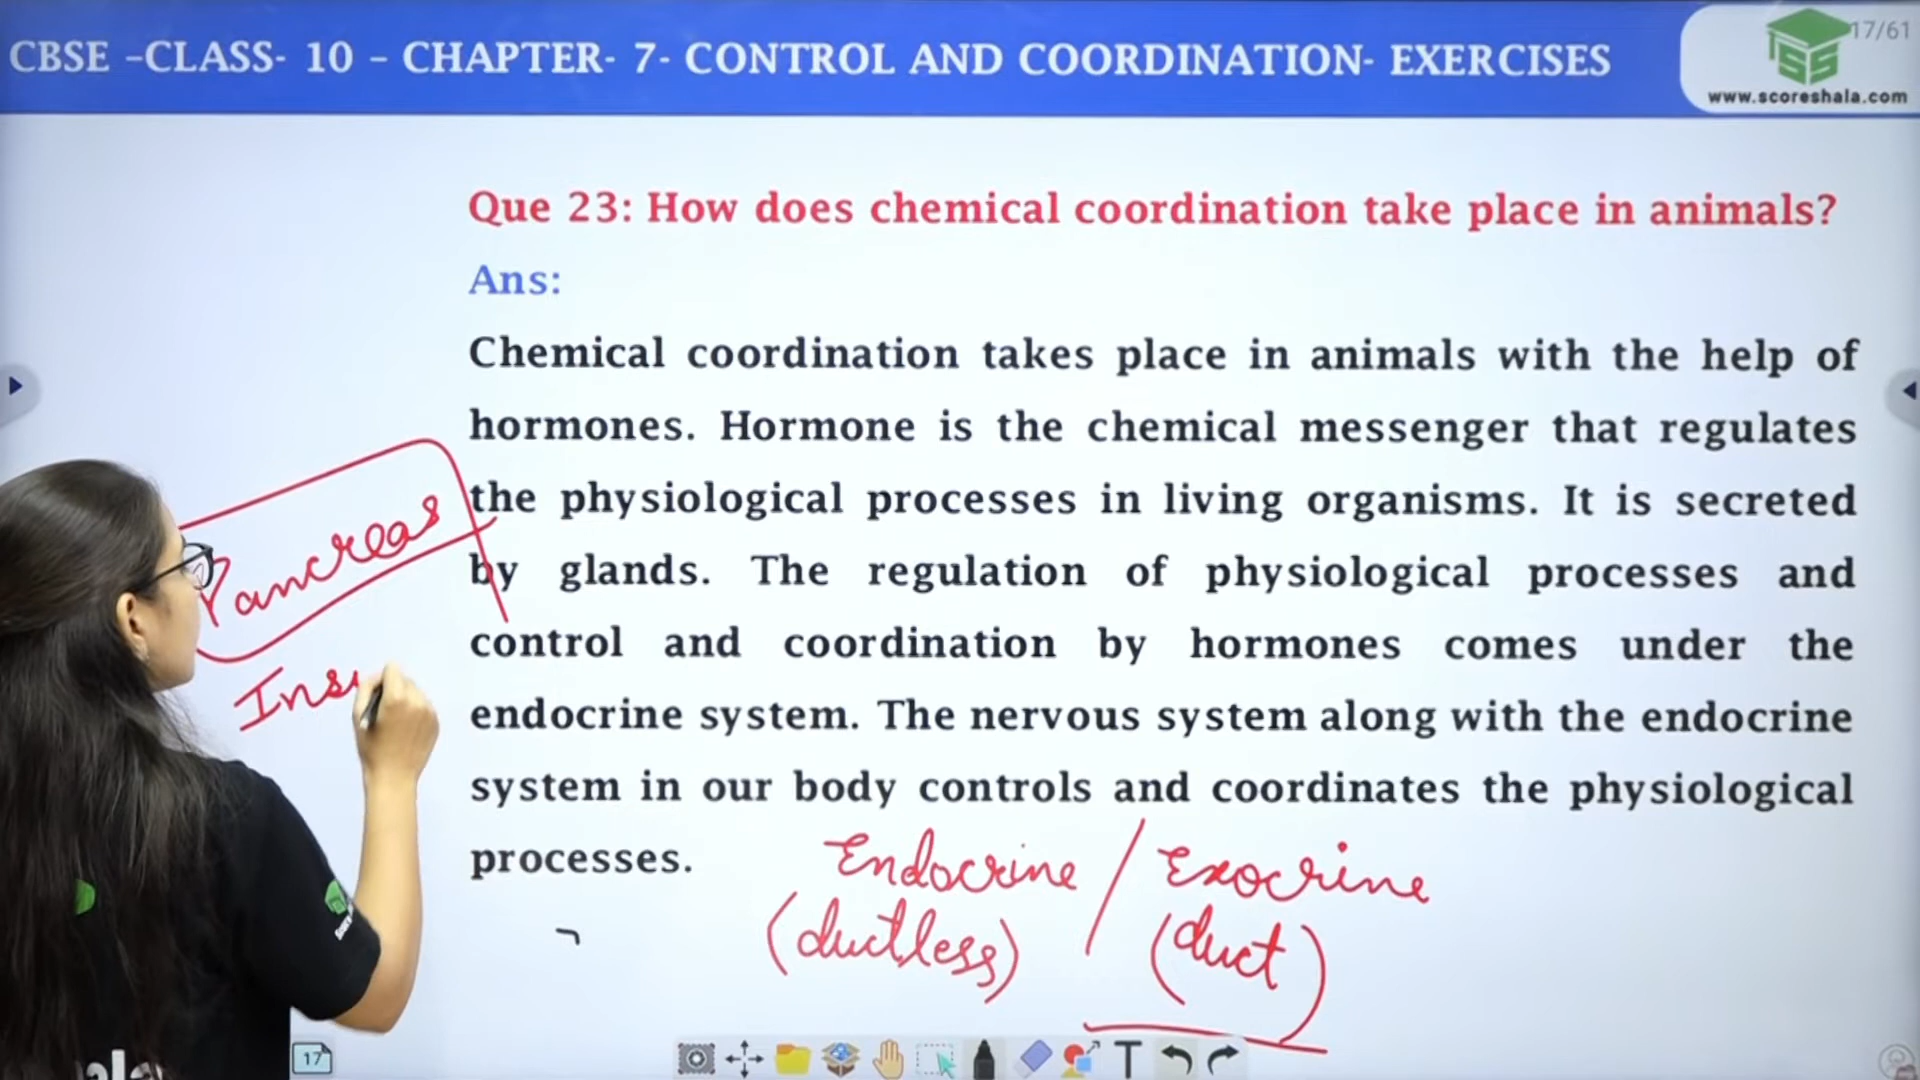 CBSE –CLASS- 10 – CHAPTER- 7- CONTROL AND COORDINATION- EXERCISES
17/61
www.scoreshala.com
Que 23: How does chemical coordination take place in animals?
Ans:
Chemical coordination takes place in animals with the help of
hormones. Hormone is the chemical messenger that regulates
the physiological processes in living organisms. It is secreted
by glands. The regulation of physiological processes and
control and coordination by hormones comes under the
endocrine system. The nervous system along with the endocrine
system in our body controls and coordinates the physiological
processes.
Pancreas
Ins
Endocrine / Exocrine
(ductless) (duct)
17
T